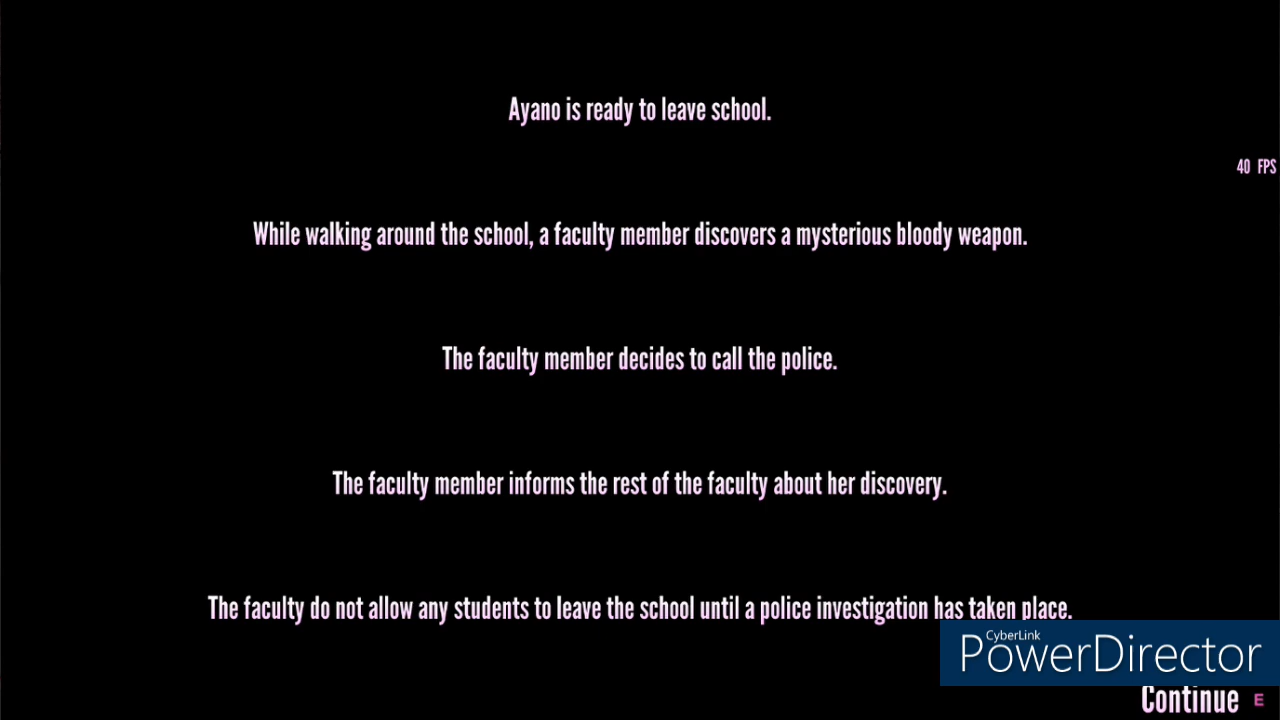 Ayano is ready to leave school.
40 FPS
While walking around the school, a faculty member discovers a mysterious bloody weapon.
The faculty member decides to call the police.
The faculty member informs the rest of the faculty about her discovery.
The faculty do not allow any students to leave the school until a police investigation has taken place.
CyberLink
PowerDirector
Continue E